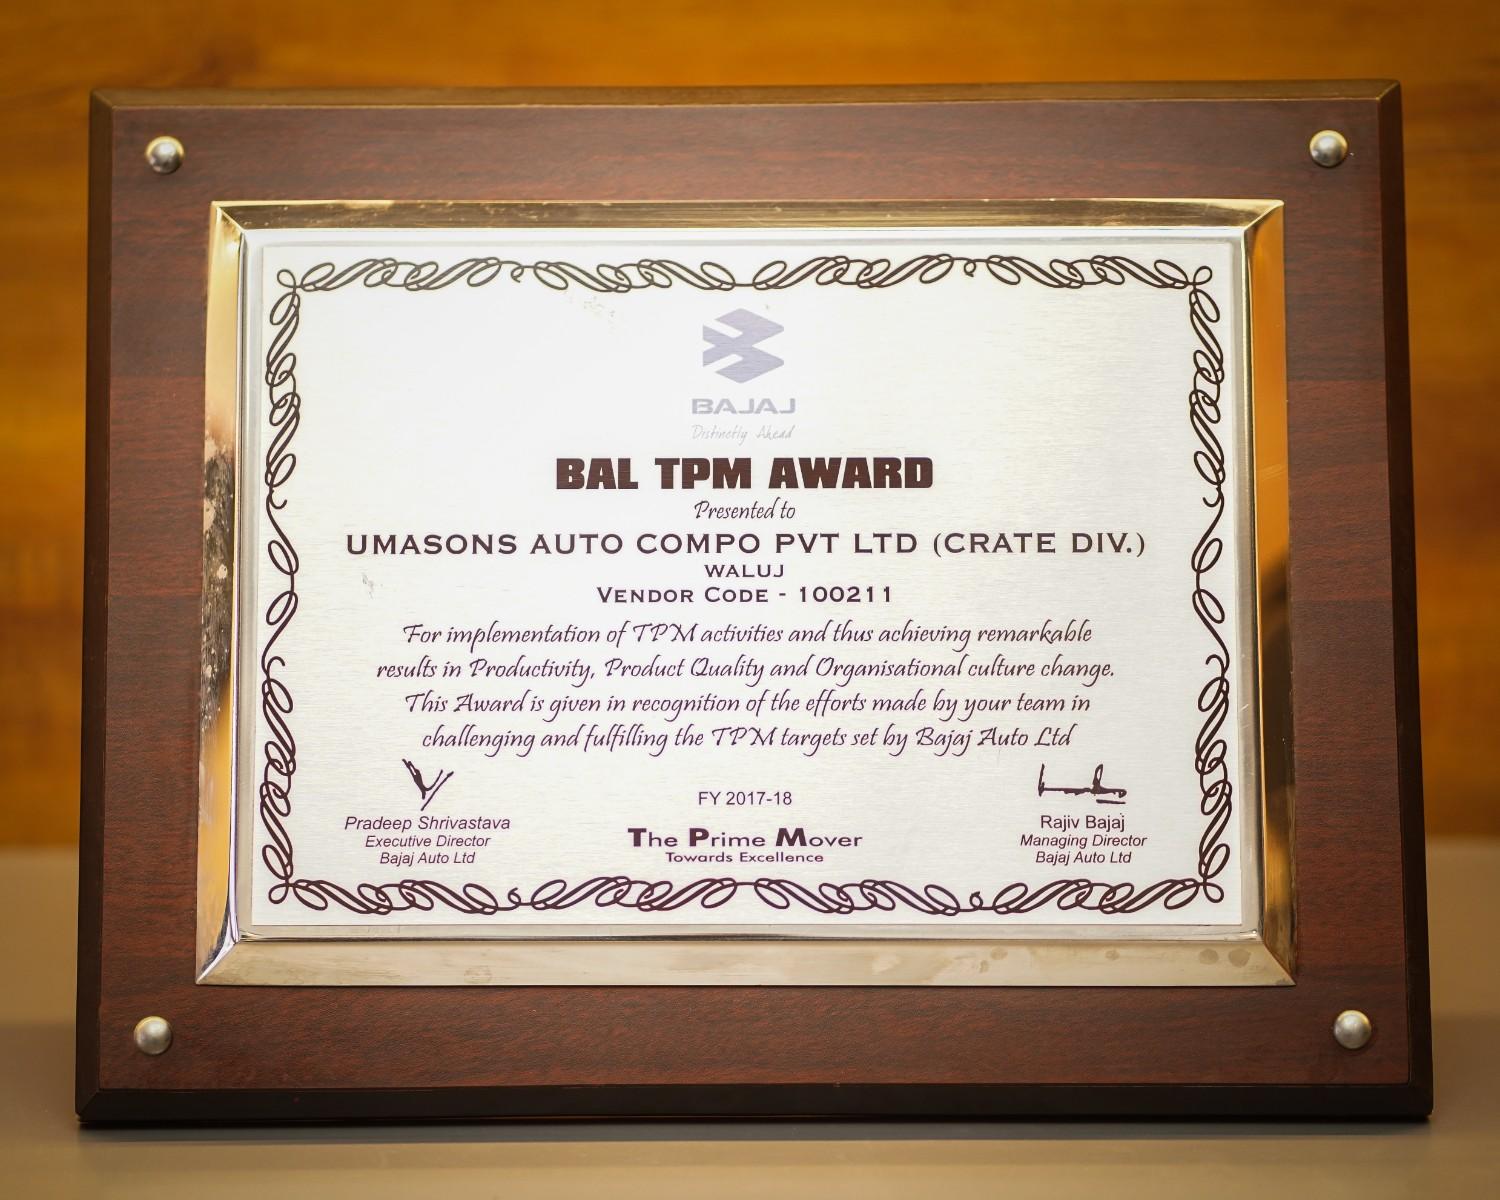 BAJAJ
Distinctly Ahead
BAL TPM AWARD
Presented to
UMASONS AUTO COMPO PVT LTD (CRATE DIV.)
WALUJ
VENDOR CODE - 100211
For implementation of TPM activities and thus achieving remarkable
results in Productivity, Product Quality and Organisational culture change.
This Award is given in recognition of the efforts made by your team in
challenging and fulfilling the TPM targets set by Bajaj Auto Ltd
Pradeep Shrivastava
Executive Director
Bajaj Auto Ltd
FY 2017-18
The Prime Mover
Towards Excellence
Rajiv Bajaj
Managing Director
Bajaj Auto Ltd